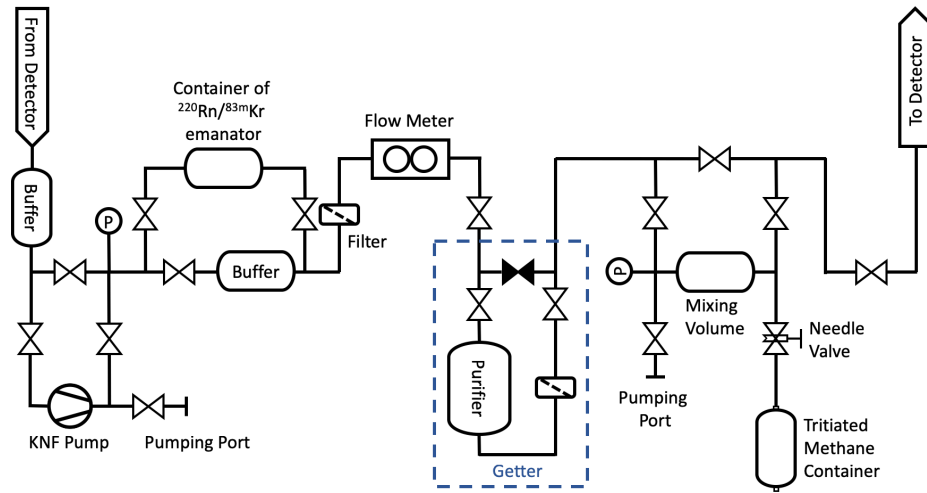 From Detector
To Detector
Container of
²²⁰Rn/⁸³ᵐKr
emanator
Flow Meter
Buffer
P
Filter
Buffer
P
Mixing
Volume
Needle
Valve
Purifier
Pumping
Port
KNF Pump
Pumping Port
Getter
Tritiated
Methane
Container